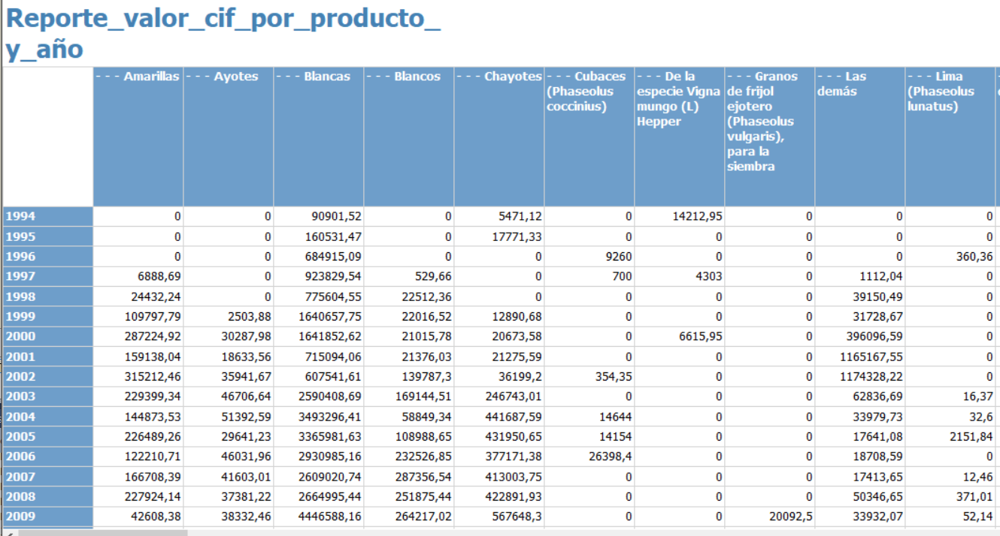 Reporte_valor_cif_por_producto_
y_año
- - - Amarillas - - - Ayotes - - - Blancas - - - Blancos - - - Chayotes - - - Cubaces - - - De la - - - Granos - - - Las - - - Lima
(Phaseolus especie Vigna de frijol demás (Phaseolus
coccinius) mungo (L) ejotero lunatus)
Hepper (Phaseolus
vulgaris),
para la
siembra
1994 0 0 90901,52 0 5471,12 0 14212,95 0 0 0
1995 0 0 160531,47 0 17771,33 0 0 0 0 0
1996 0 0 684915,09 0 0 9260 0 0 0 360,36
1997 6888,69 0 923829,54 529,66 0 700 4303 0 1112,04 0
1998 24432,24 0 775604,55 22512,36 0 0 0 0 39150,49 0
1999 109797,79 2503,88 1640657,75 22016,52 12890,68 0 0 0 31728,67 0
2000 287224,92 30287,98 1641852,62 21015,78 20673,58 0 6615,95 0 396096,59 0
2001 159138,04 18633,56 715094,06 21376,03 21275,59 0 0 0 1165167,55 0
2002 315212,46 35941,67 607541,61 139787,3 36199,2 354,35 0 0 1174328,22 0
2003 229399,34 46706,64 2590408,69 169144,51 246743,01 0 0 0 62836,69 16,37
2004 144873,53 51392,59 3493296,41 58849,34 441687,59 14644 0 0 33979,73 32,6
2005 226489,26 29641,23 3365981,63 108988,65 431950,65 14154 0 0 17641,08 2151,84
2006 122210,71 46031,96 2930985,16 232526,85 377171,38 26398,4 0 0 18708,59 0
2007 166708,39 41603,01 2609020,74 287356,54 413003,75 0 0 0 17413,65 12,46
2008 227924,14 37381,22 2664995,44 251875,44 422891,93 0 0 0 50346,65 371,01
2009 42608,38 38332,46 4446588,16 264217,02 567648,3 0 0 20092,5 33932,07 52,14